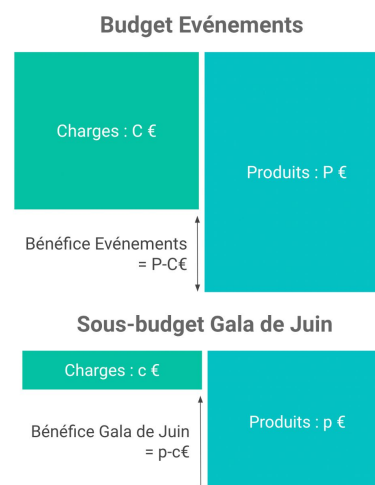 Budget Evénements
Charges : C €
Produits : P €
Bénéfice Evénements
= P-C€
Sous-budget Gala de Juin
Charges : c €
Produits : p €
Bénéfice Gala de Juin
= p-c€